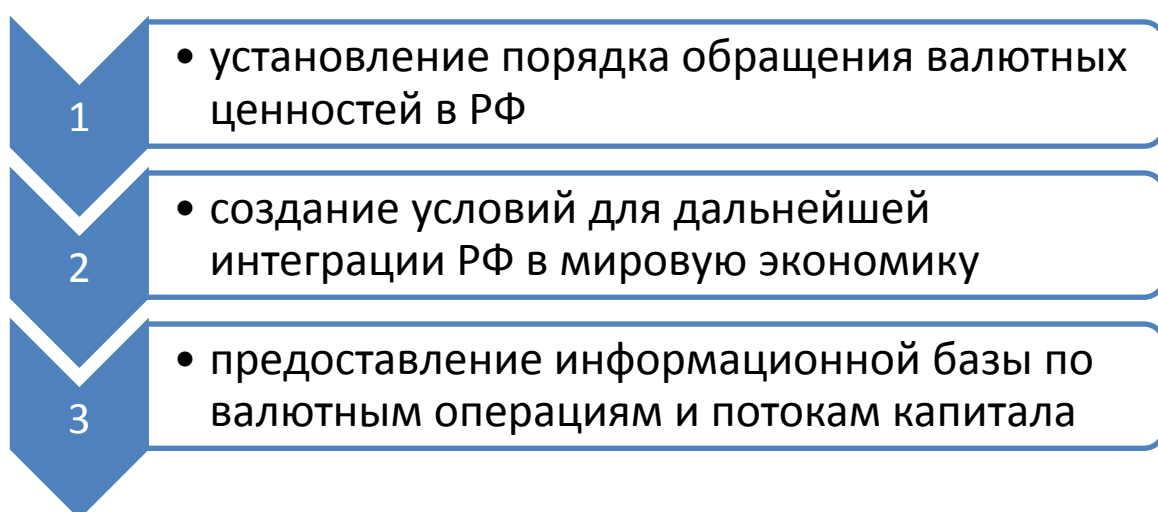 1
• установление порядка обращения валютных
ценностей в РФ
2
• создание условий для дальнейшей
интеграции РФ в мировую экономику
3
• предоставление информационной базы по
валютным операциям и потокам капитала